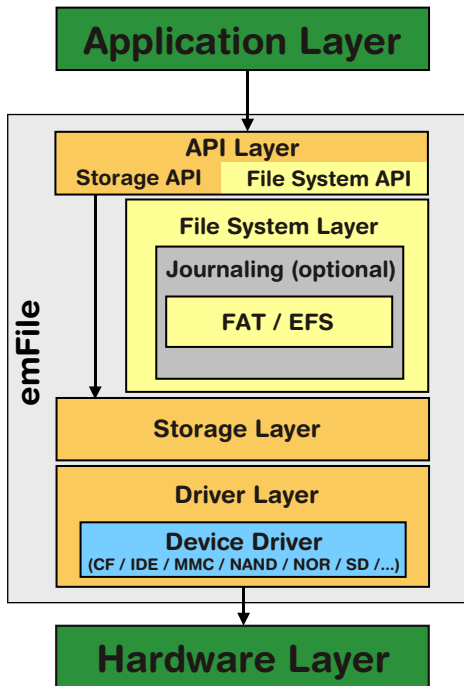 Application Layer
API Layer
Storage API
File System API
File System Layer
Journaling (optional)
FAT / EFS
emFile
Storage Layer
Driver Layer
Device Driver
(CF / IDE / MMC / NAND / NOR / SD /...)
Hardware Layer